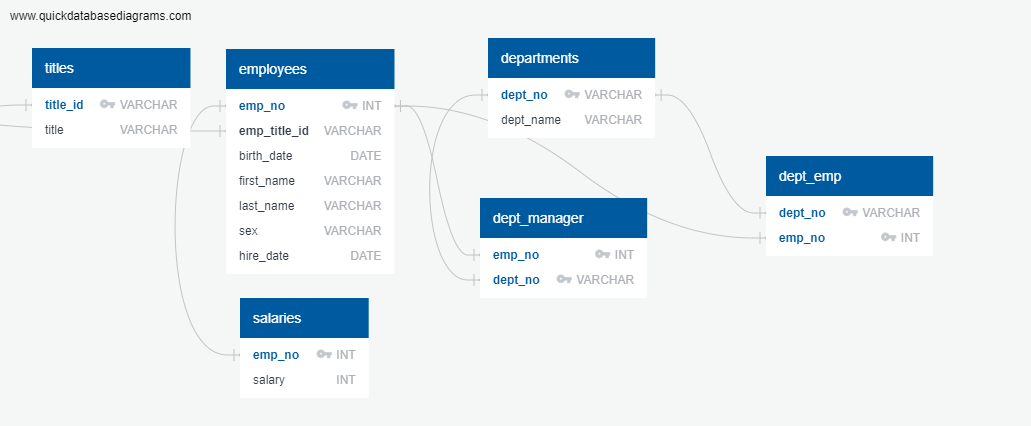 www.quickdatabasediagrams.com
titles
title_id VARCHAR
title VARCHAR
employees
emp_no INT
emp_title_id VARCHAR
birth_date DATE
first_name VARCHAR
last_name VARCHAR
sex VARCHAR
hire_date DATE
departments
dept_no VARCHAR
dept_name VARCHAR
dept_emp
dept_no VARCHAR
emp_no INT
dept_manager
emp_no INT
dept_no VARCHAR
salaries
emp_no INT
salary INT